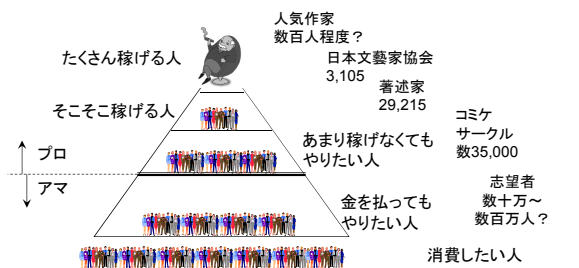 人気作家
数百人程度？
たくさん稼げる人
日本文藝家協会
3,105
著述家
29,215
そこそこ稼げる人
コミケ
サークル
数35,000
あまり稼げなくても
やりたい人
プロ
アマ
志望者
数十万～
数百万人？
金を払っても
やりたい人
消費したい人